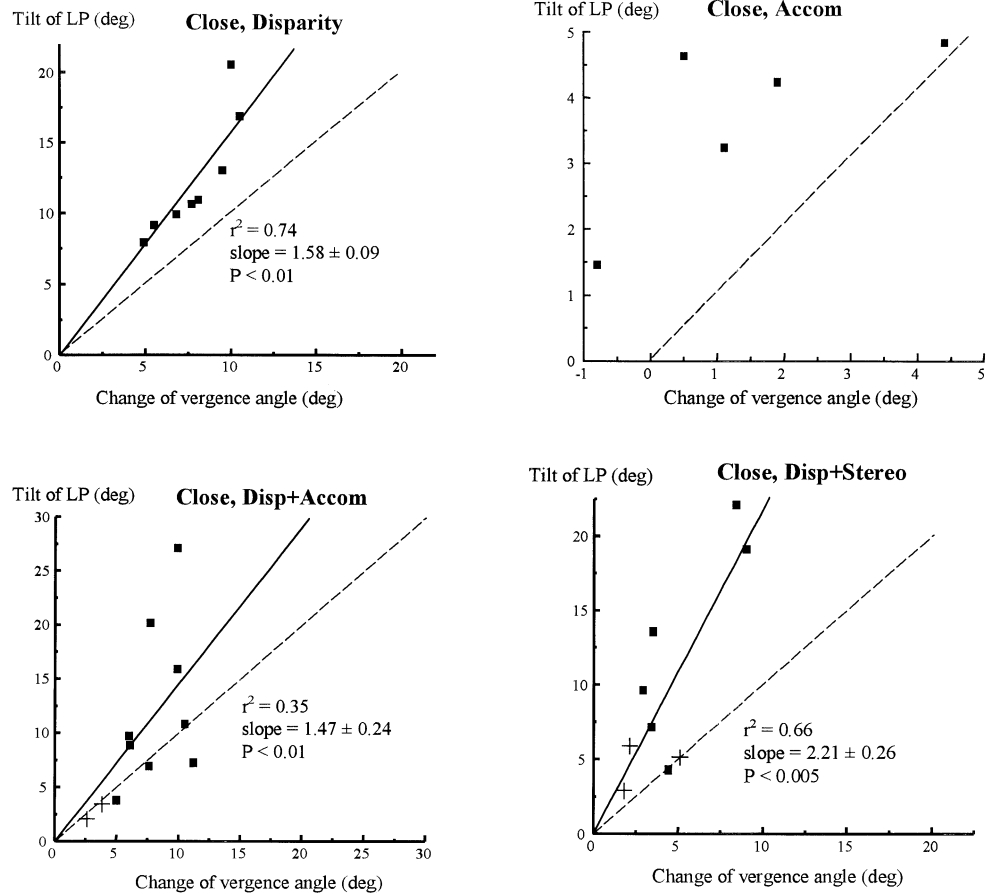 Tilt of LP (deg)
Close, Disparity
20
15
10
5
0
r² = 0.74
slope = 1.58 ± 0.09
P < 0.01
0 5 10 15 20
Change of vergence angle (deg)
Tilt of LP (deg)
Close, Accom
5
4
3
2
1
0
-1 0 1 2 3 4 5
Change of vergence angle (deg)
Tilt of LP (deg)
Close, Disp+Accom
30
25
20
15
10
5
0
r² = 0.35
slope = 1.47 ± 0.24
P < 0.01
0 5 10 15 20 25 30
Change of vergence angle (deg)
Tilt of LP (deg)
Close, Disp+Stereo
20
15
10
5
0
r² = 0.66
slope = 2.21 ± 0.26
P < 0.005
0 5 10 15 20
Change of vergence angle (deg)